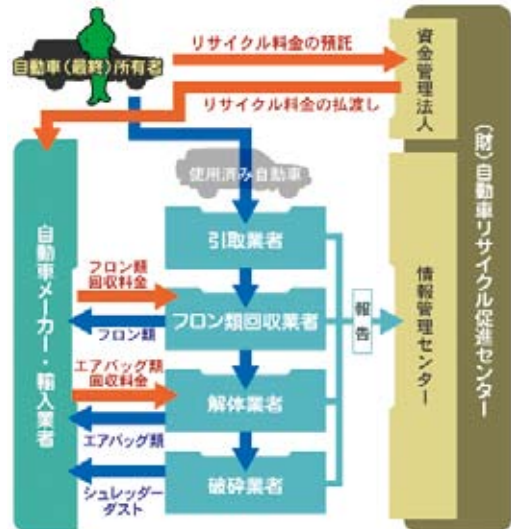 自動車(最終)所有者
リサイクル料金の預託
リサイクル料金の払渡し
資金管理法人
(財)自動車リサイクル促進センター
使用済み自動車
引取業者
自動車メーカー・輸入業者
フロン類
回収料金
フロン類
フロン類回収業者
報告
情報管理センター
エアバッグ類
回収料金
エアバッグ類
解体業者
シュレッダー
ダスト
破砕業者